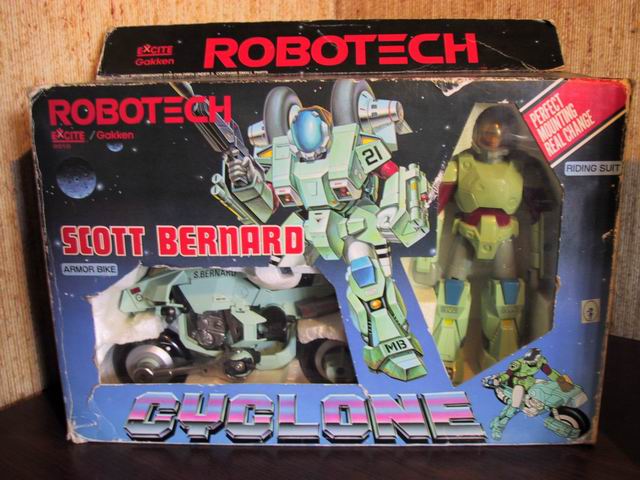 EXCITE
Gakken
ROBOTECH
ROBOTECH
EXCITE / Gakken
PERFECT
MOUNTING
REAL CHANGE
RIDING SUIT
21
SCOTT BERNARD
ARMOR BIKE
S.BERNARD
MB
CYCLONE